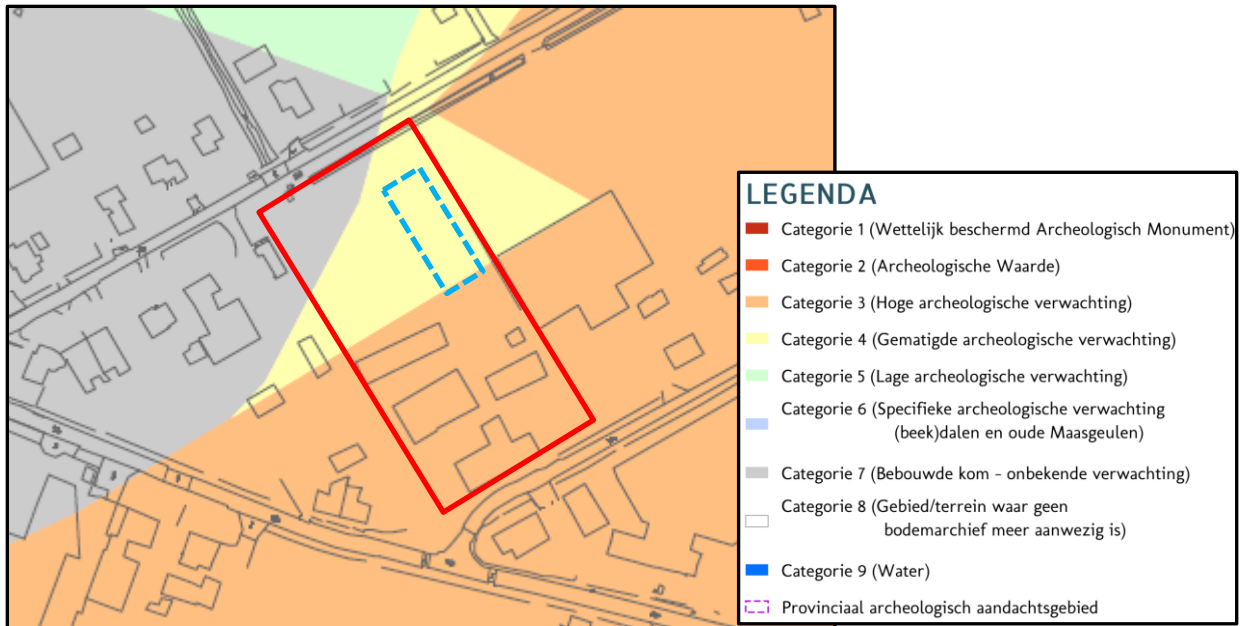 LEGENDA
Categorie 1 (Wettelijk beschermd Archeologisch Monument)
Categorie 2 (Archeologische Waarde)
Categorie 3 (Hoge archeologische verwachting)
Categorie 4 (Gematigde archeologische verwachting)
Categorie 5 (Lage archeologische verwachting)
Categorie 6 (Specifieke archeologische verwachting
(beek)dalen en oude Maasgeulen)
Categorie 7 (Bebouwde kom – onbekende verwachting)
Categorie 8 (Gebied/terrein waar geen
bodemarchief meer aanwezig is)
Categorie 9 (Water)
Provinciaal archeologisch aandachtsgebied